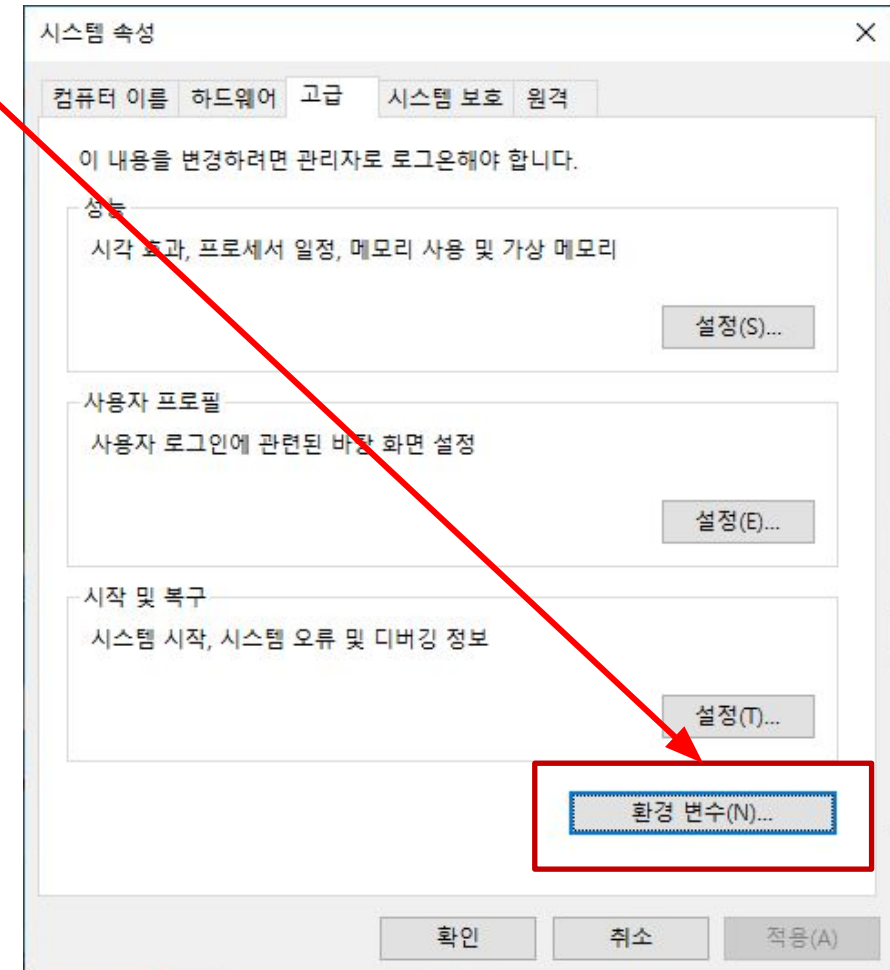 시스템 속성
컴퓨터 이름 하드웨어 고급 시스템 보호 원격
이 내용을 변경하려면 관리자로 로그온해야 합니다.
성능
시각 효과, 프로세서 일정, 메모리 사용 및 가상 메모리
설정(S)...
사용자 프로필
사용자 로그인에 관련된 바탕 화면 설정
설정(E)...
시작 및 복구
시스템 시작, 시스템 오류 및 디버깅 정보
설정(T)...
환경 변수(N)...
확인 취소 적용(A)